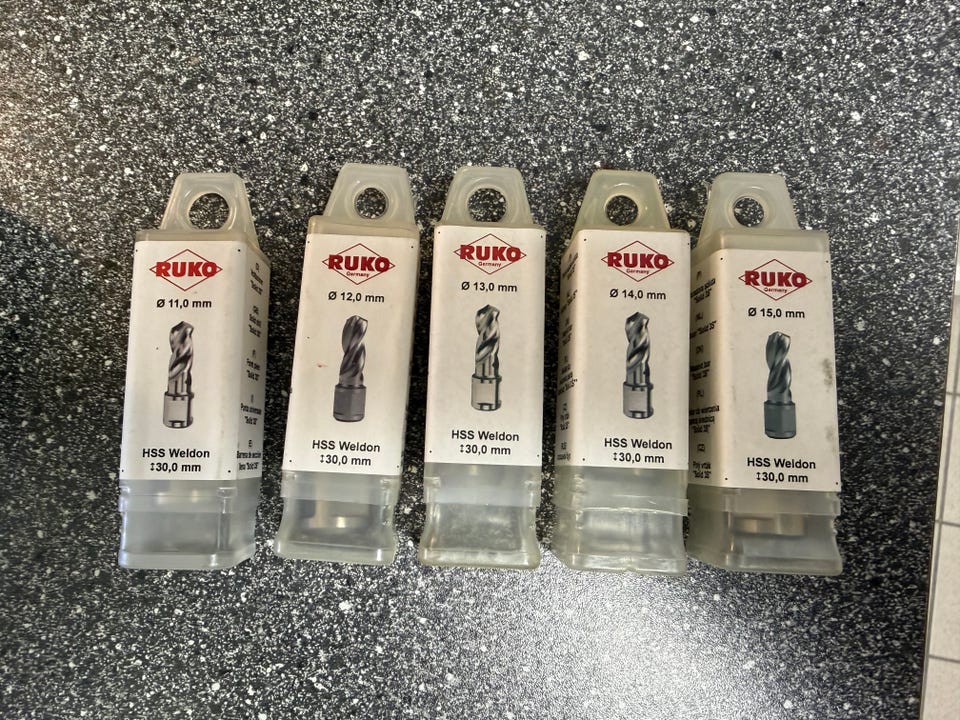 RUKO
Ø 11,0 mm
HSS Weldon
↕30,0 mm
RUKO
Germany
Ø 12,0 mm
HSS Weldon
↕30,0 mm
RUKO
Germany
Ø 13,0 mm
HSS Weldon
↕30,0 mm
RUKO
Germany
Ø 14,0 mm
HSS Weldon
↕30,0 mm
RUKO
Germany
Ø 15,0 mm
HSS Weldon
↕30,0 mm